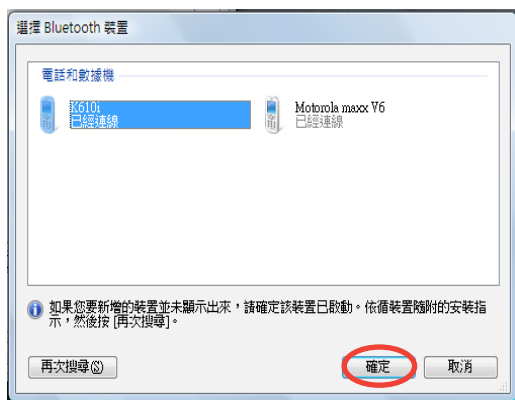 選擇 Bluetooth 裝置
電話和數據機
K610i
已經連線
Motorola maxx V6
已經連線
如果您要新增的裝置並未顯示出來，請確定該裝置已啟動。依循裝置隨附的安裝指
示，然後按 [再次搜尋]。
再次搜尋(S)
確定
取消